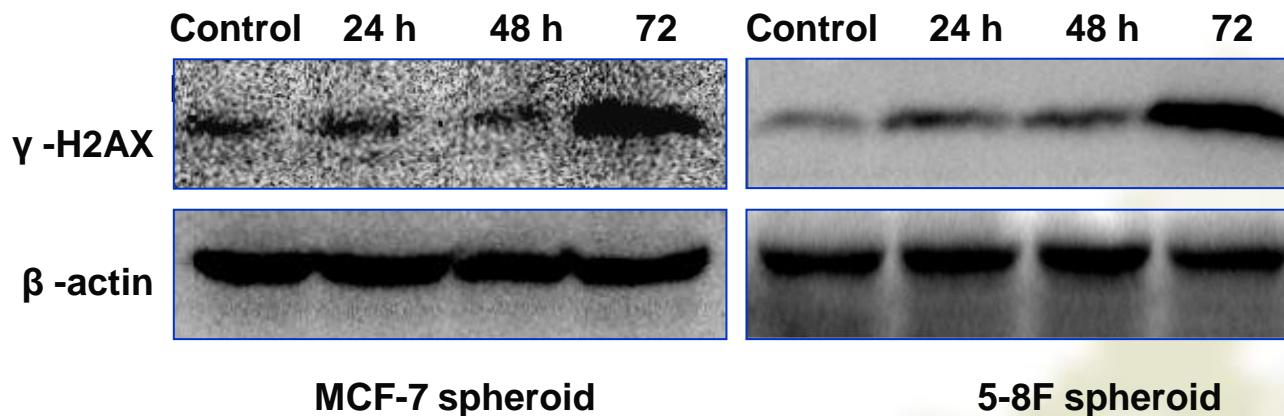 Control 24 h 48 h 72 Control 24 h 48 h 72
γ -H2AX
β -actin
MCF-7 spheroid 5-8F spheroid